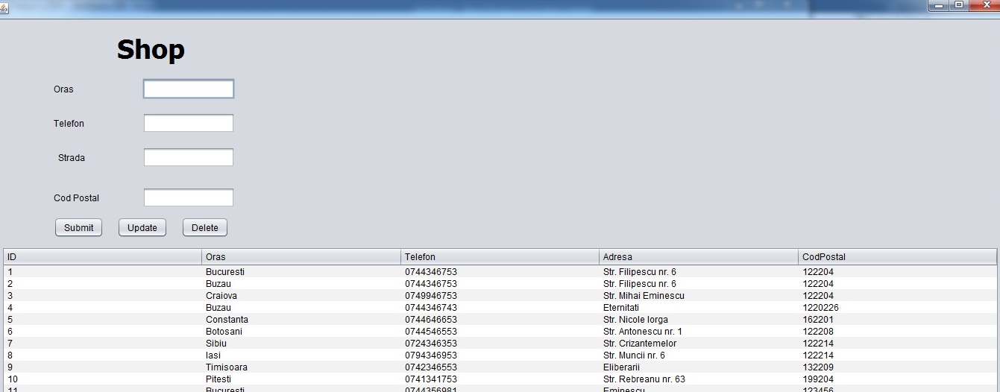 Shop
Oras
Telefon
Strada
Cod Postal
Submit Update Delete
ID Oras Telefon Adresa CodPostal
1 Bucuresti 0744346753 Str. Filipescu nr. 6 122204
2 Buzau 0744346753 Str. Filipescu nr. 6 122204
3 Craiova 0749946753 Str. Mihai Eminescu 122204
4 Buzau 0744346743 Eternitati 1220226
5 Constanta 0744646653 Str. Nicole Iorga 162201
6 Botosani 0744546553 Str. Antonescu nr. 1 122208
7 Sibiu 0724346353 Str. Crizantemelor 122214
8 Iasi 0794346953 Str. Muncii nr. 6 122214
9 Timisoara 0742346553 Eliberarii 132209
10 Pitesti 0741341753 Str. Rebreanu nr. 63 199204
11 Bucuresti 0744356981 Eminescu 123456